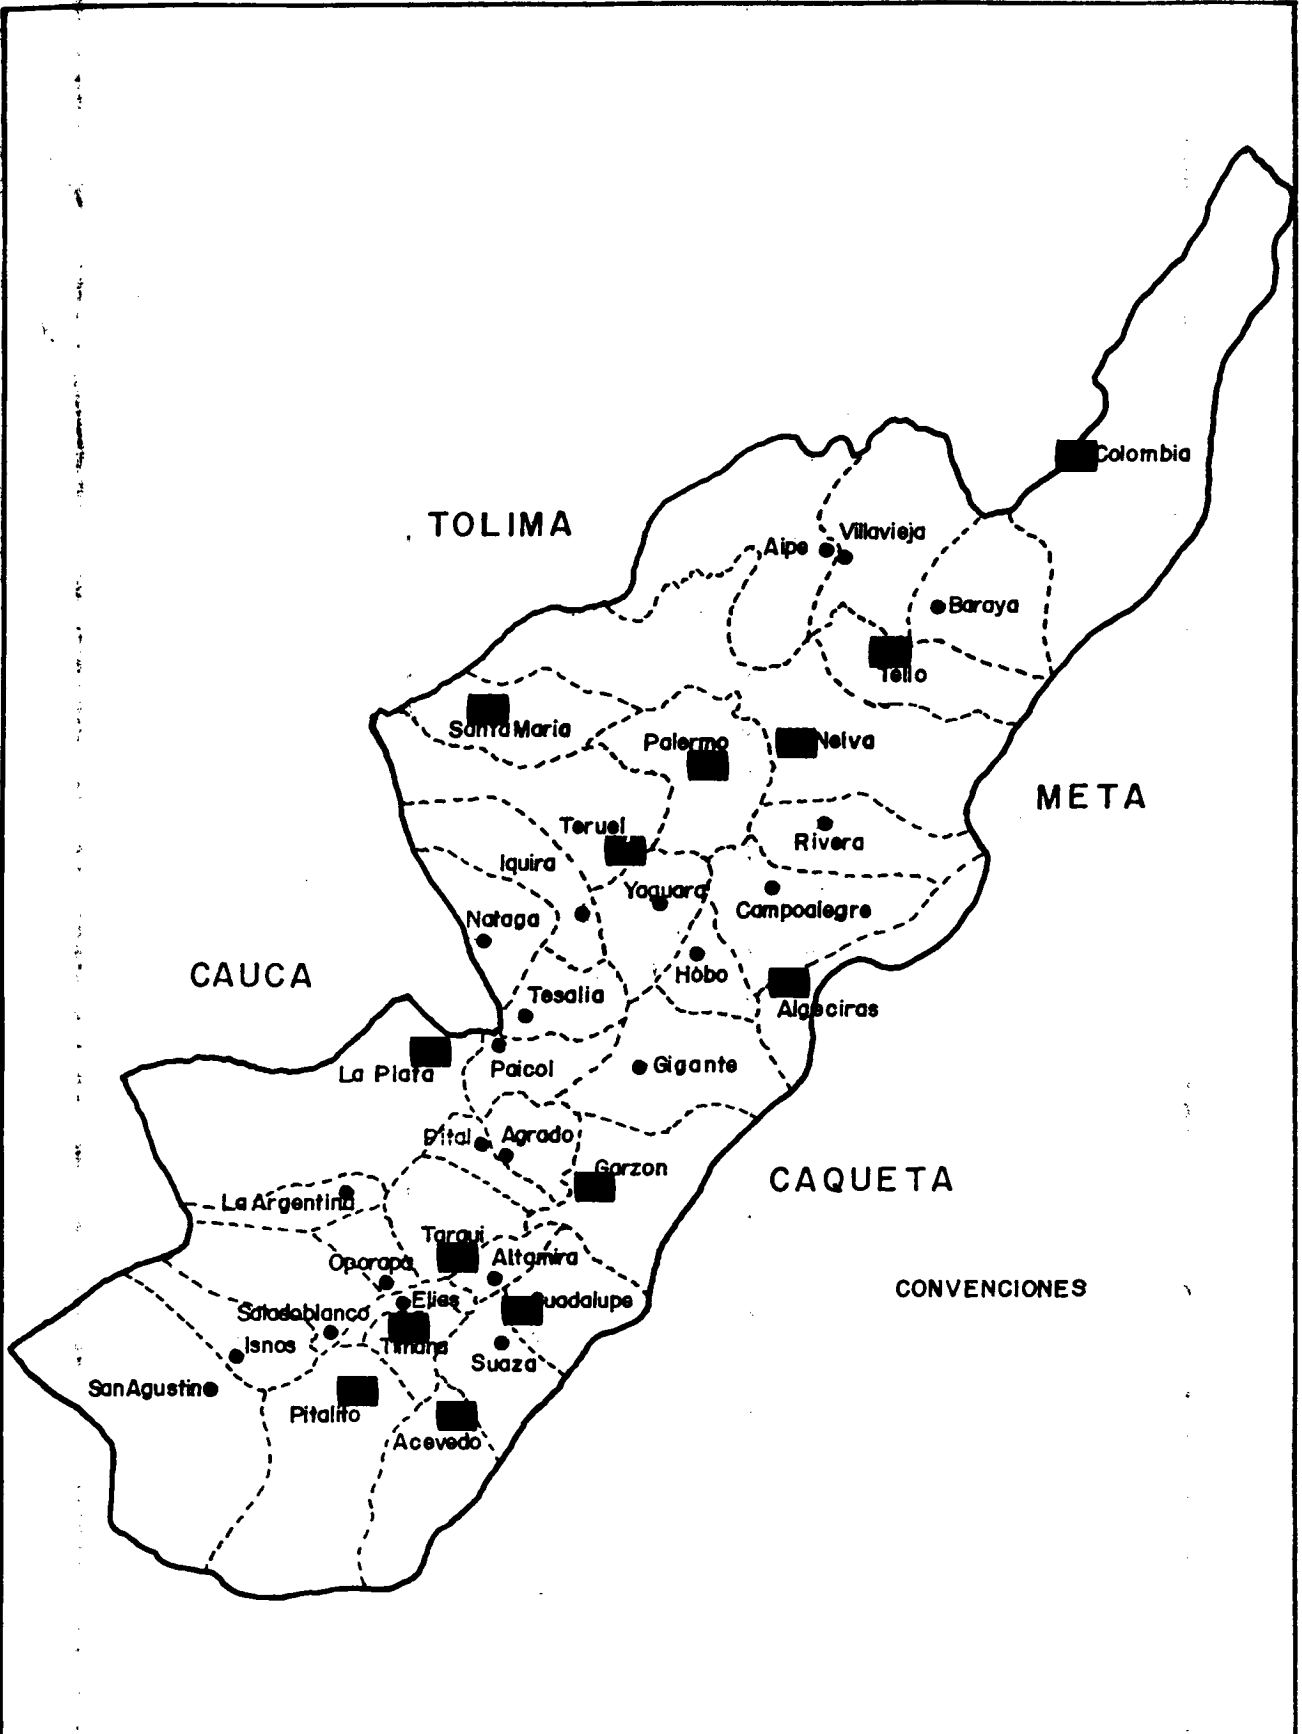 Colombia
TOLIMA
Villavieja
Aipe
Baraya
Tello
Santa Maria
Palermo
Neiva
META
Teruel
Rivera
Iquira
Yaguara
Campoalegre
Nataga
CAUCA
Hobo
Tesalia
Algeciras
La Plata
Paicol
Gigante
Pital
Agrado
Garzon
CAQUETA
La Argentina
Tarqui
Oporapa
Altamira
CONVENCIONES
Elias
Guadalupe
Saladoblanco
Isnos
Timana
Suaza
San Agustin
Pitalito
Acevedo